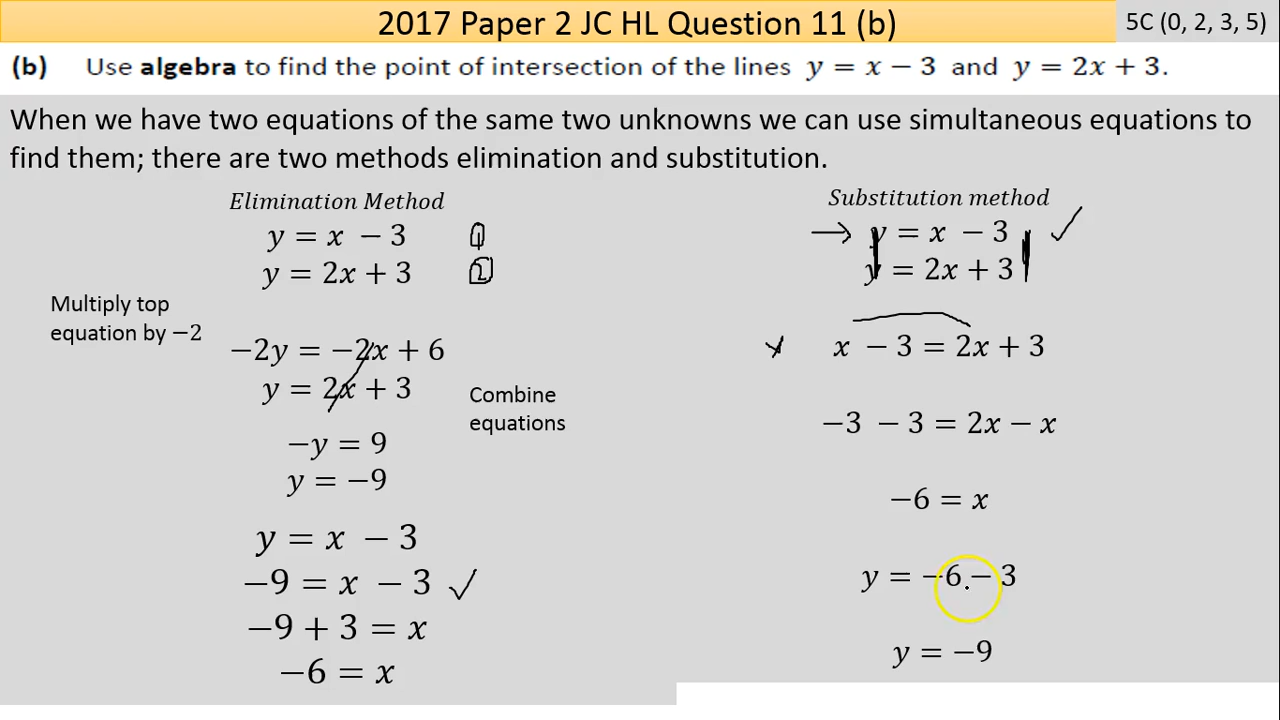 2017 Paper 2 JC HL Question 11 (b)
5C (0, 2, 3, 5)
(b) Use algebra to find the point of intersection of the lines y = x − 3 and y = 2x + 3.
When we have two equations of the same two unknowns we can use simultaneous equations to
find them; there are two methods elimination and substitution.
Elimination Method
y = x − 3 1
y = 2x + 3 2
Multiply top
equation by −2
−2y = −2x + 6
y = 2x + 3
Combine
equations
−y = 9
y = −9
y = x − 3
−9 = x − 3 ✓
−9 + 3 = x
−6 = x
Substitution method
→ y = x − 3 ✓
y = 2x + 3
x − 3 = 2x + 3
−3 − 3 = 2x − x
−6 = x
y = −6 − 3
y = −9